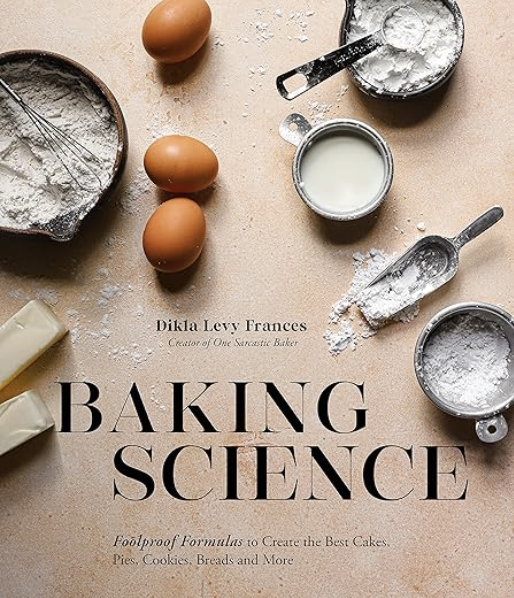 Dikla Levy Frances
Creator of One Sarcastic Baker
BAKING
SCIENCE
Foolproof Formulas to Create the Best Cakes,
Pies, Cookies, Breads and More